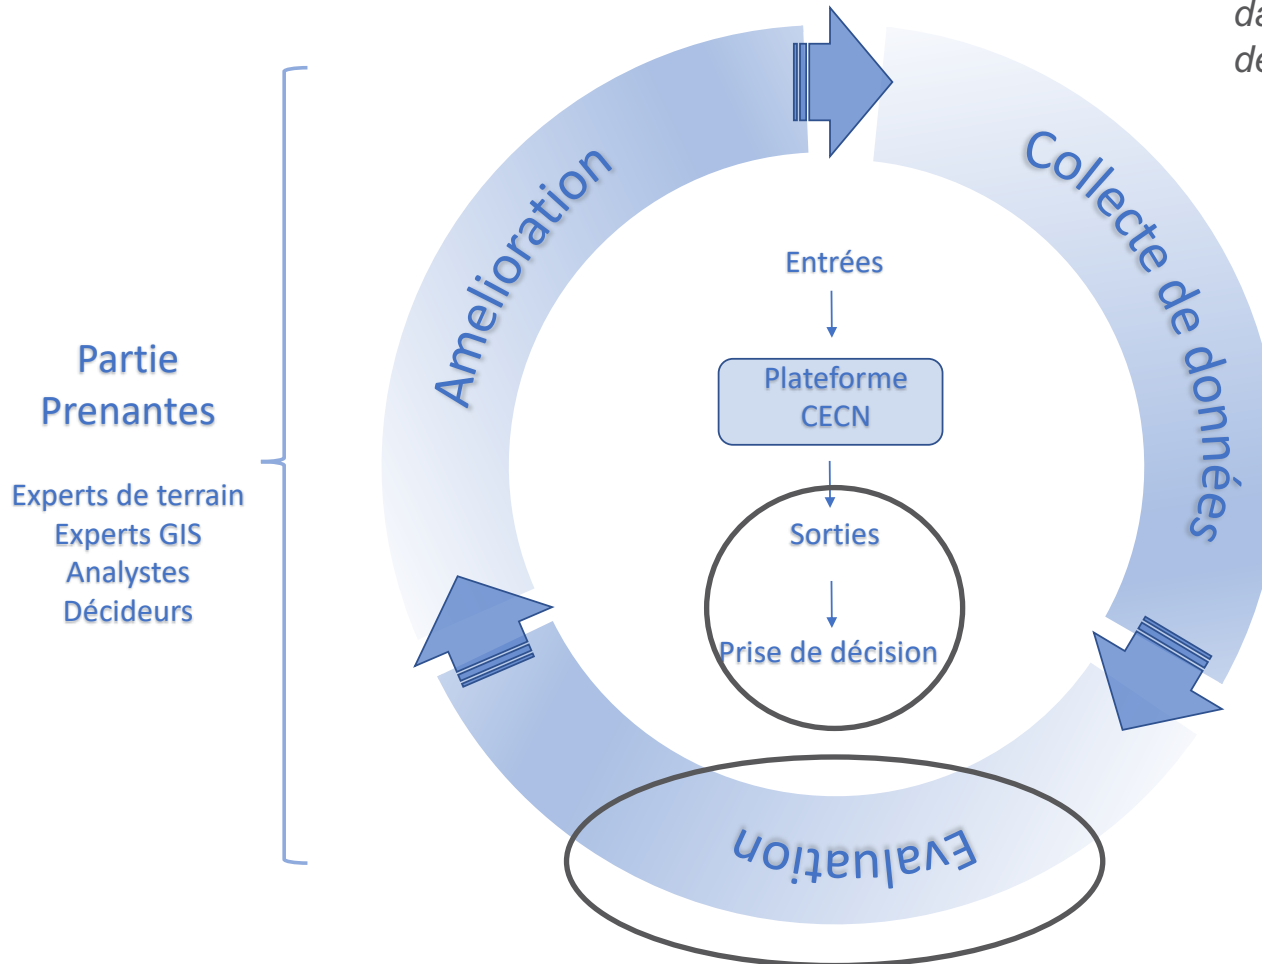 Amelioration
Collecte de données
Entrées
Plateforme
CECN
Sorties
Prise de décision
Evaluation
Partie
Prenantes
Experts de terrain
Experts GIS
Analystes
Décideurs